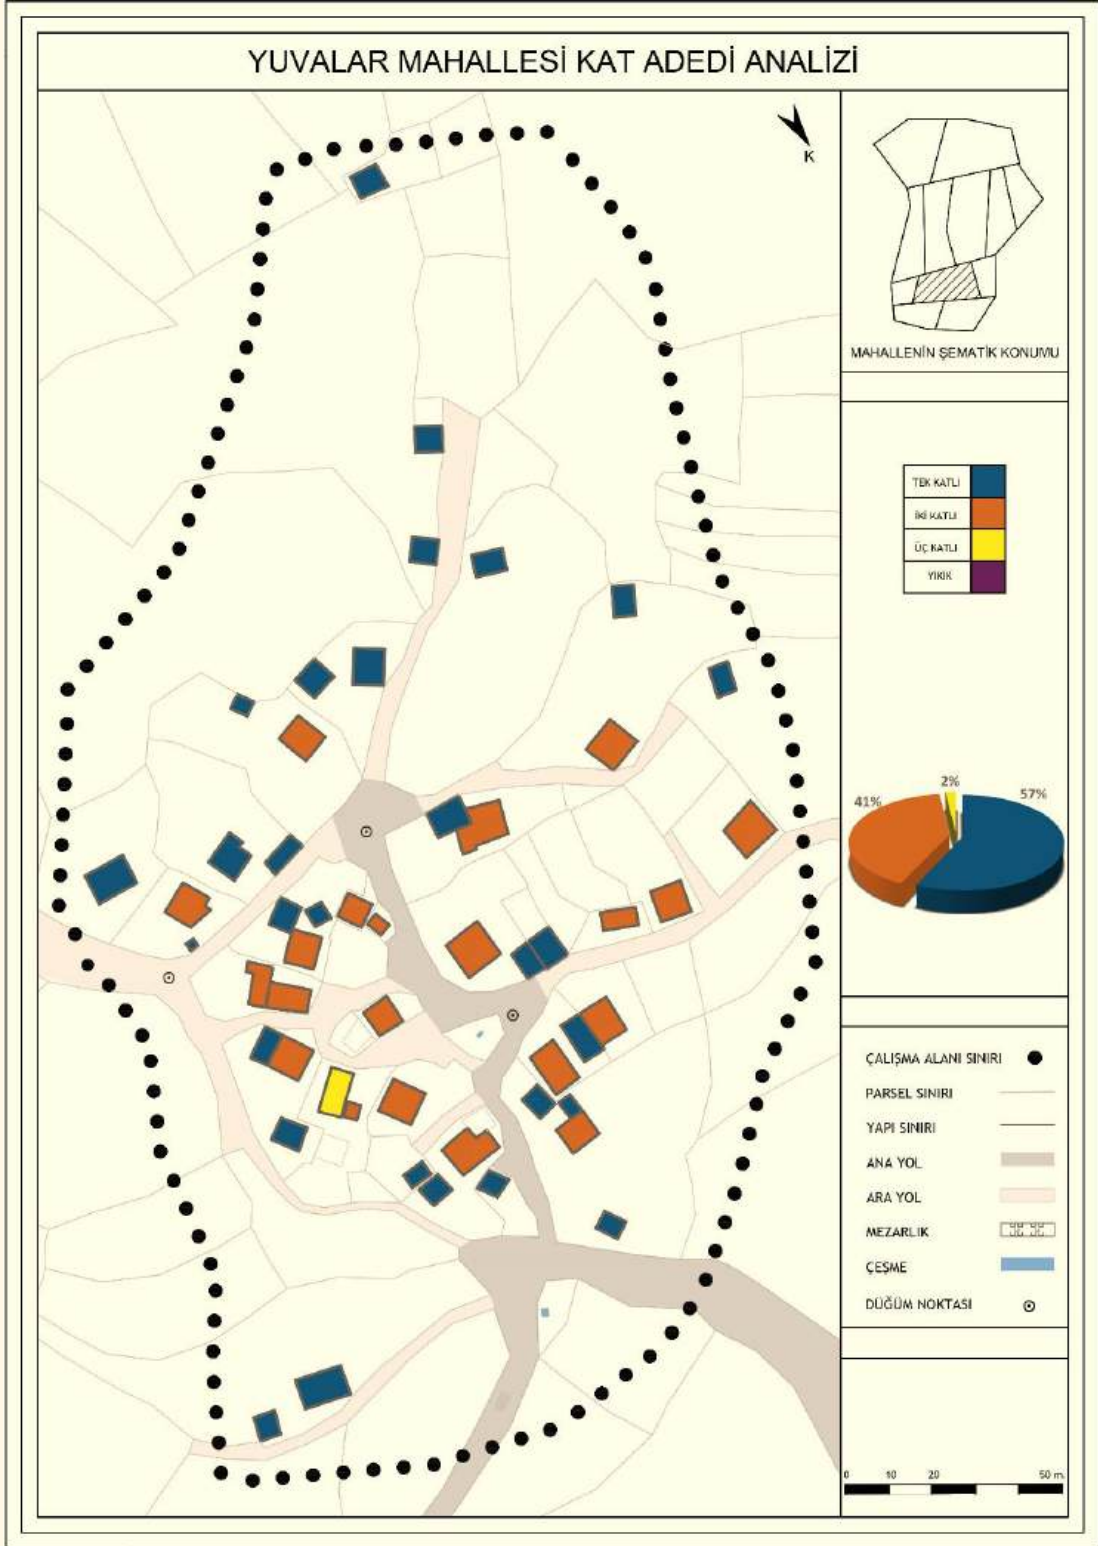 YUVALAR MAHALLESİ KAT ADEDİ ANALİZİ
K
MAHALLENİN ŞEMATİK KONUMU
TEK KATLI
İKİ KATLI
ÜÇ KATLI
YIKIK
2%
41%
57%
ÇALIŞMA ALANI SINIRI
PARSEL SINIRI
YAPI SINIRI
ANA YOL
ARA YOL
MEZARLIK
ÇEŞME
DÜĞÜM NOKTASI
0 10 20 50 m.